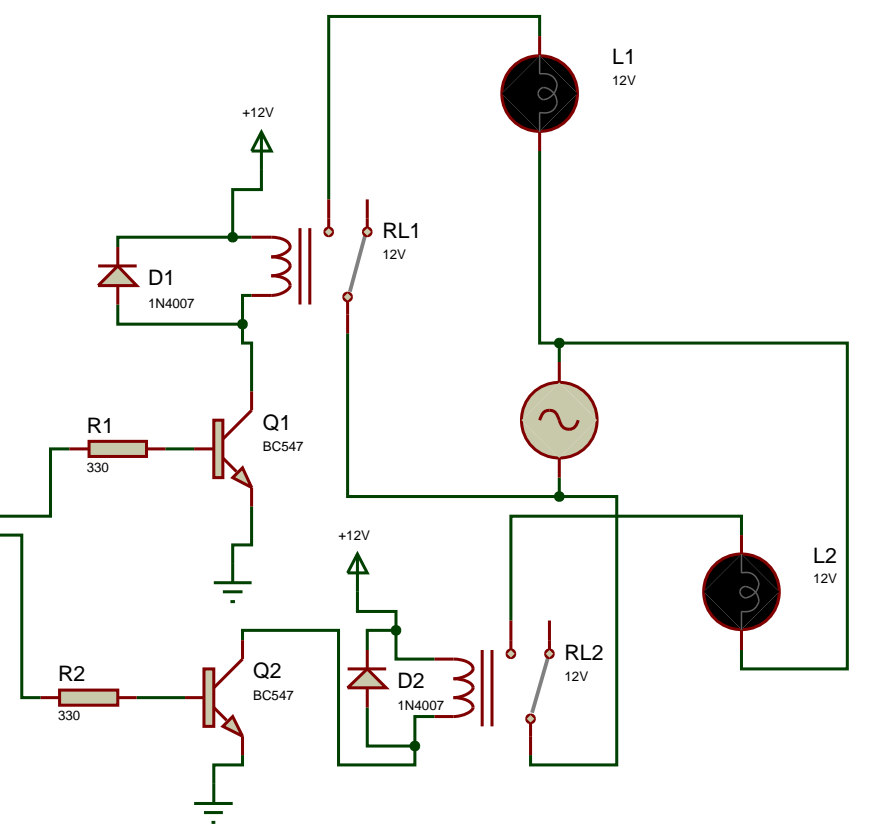 L1
12V
+12V
RL1
12V
D1
1N4007
R1
330
Q1
BC547
+12V
L2
12V
RL2
12V
R2
330
Q2
BC547
D2
1N4007